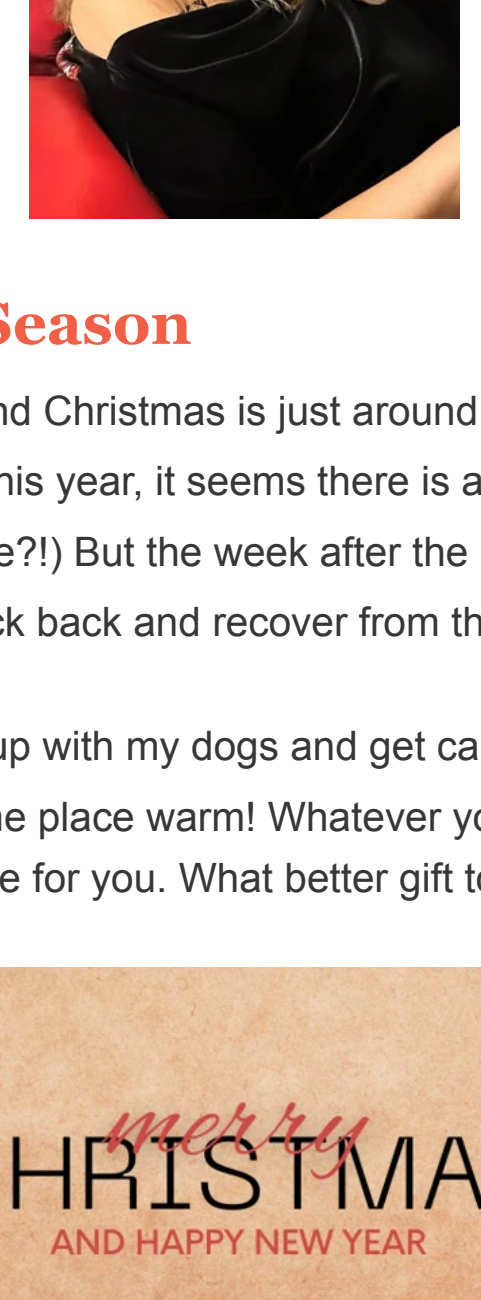 Season
nd Christmas is just around
his year, it seems there is a
e?!) But the week after the
ck back and recover from th
up with my dogs and get ca
e place warm! Whatever yo
e for you. What better gift to
merry
HRISTMA
AND HAPPY NEW YEAR